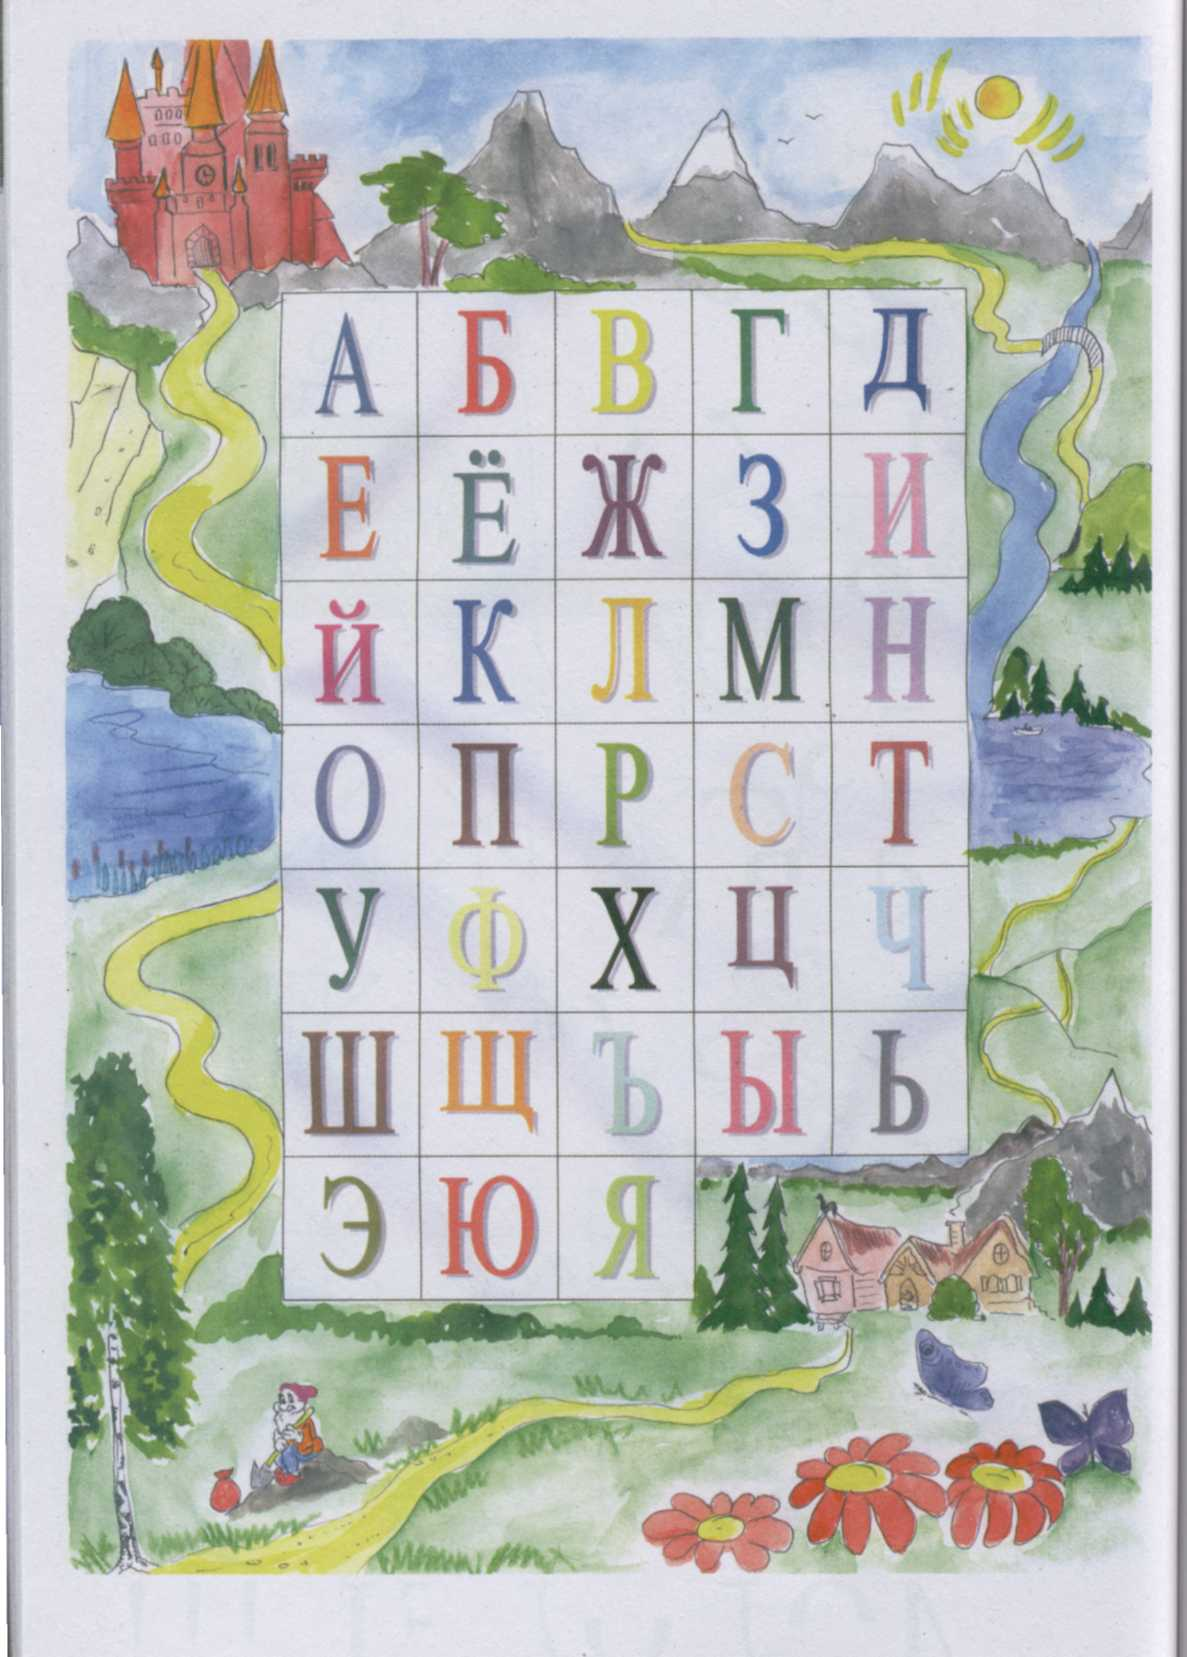 А Б В Г Д
Е Ё Ж З И
Й К Л М Н
О П Р С Т
У Ф Х Ц Ч
Ш Щ Ъ Ы Ь
Э Ю Я